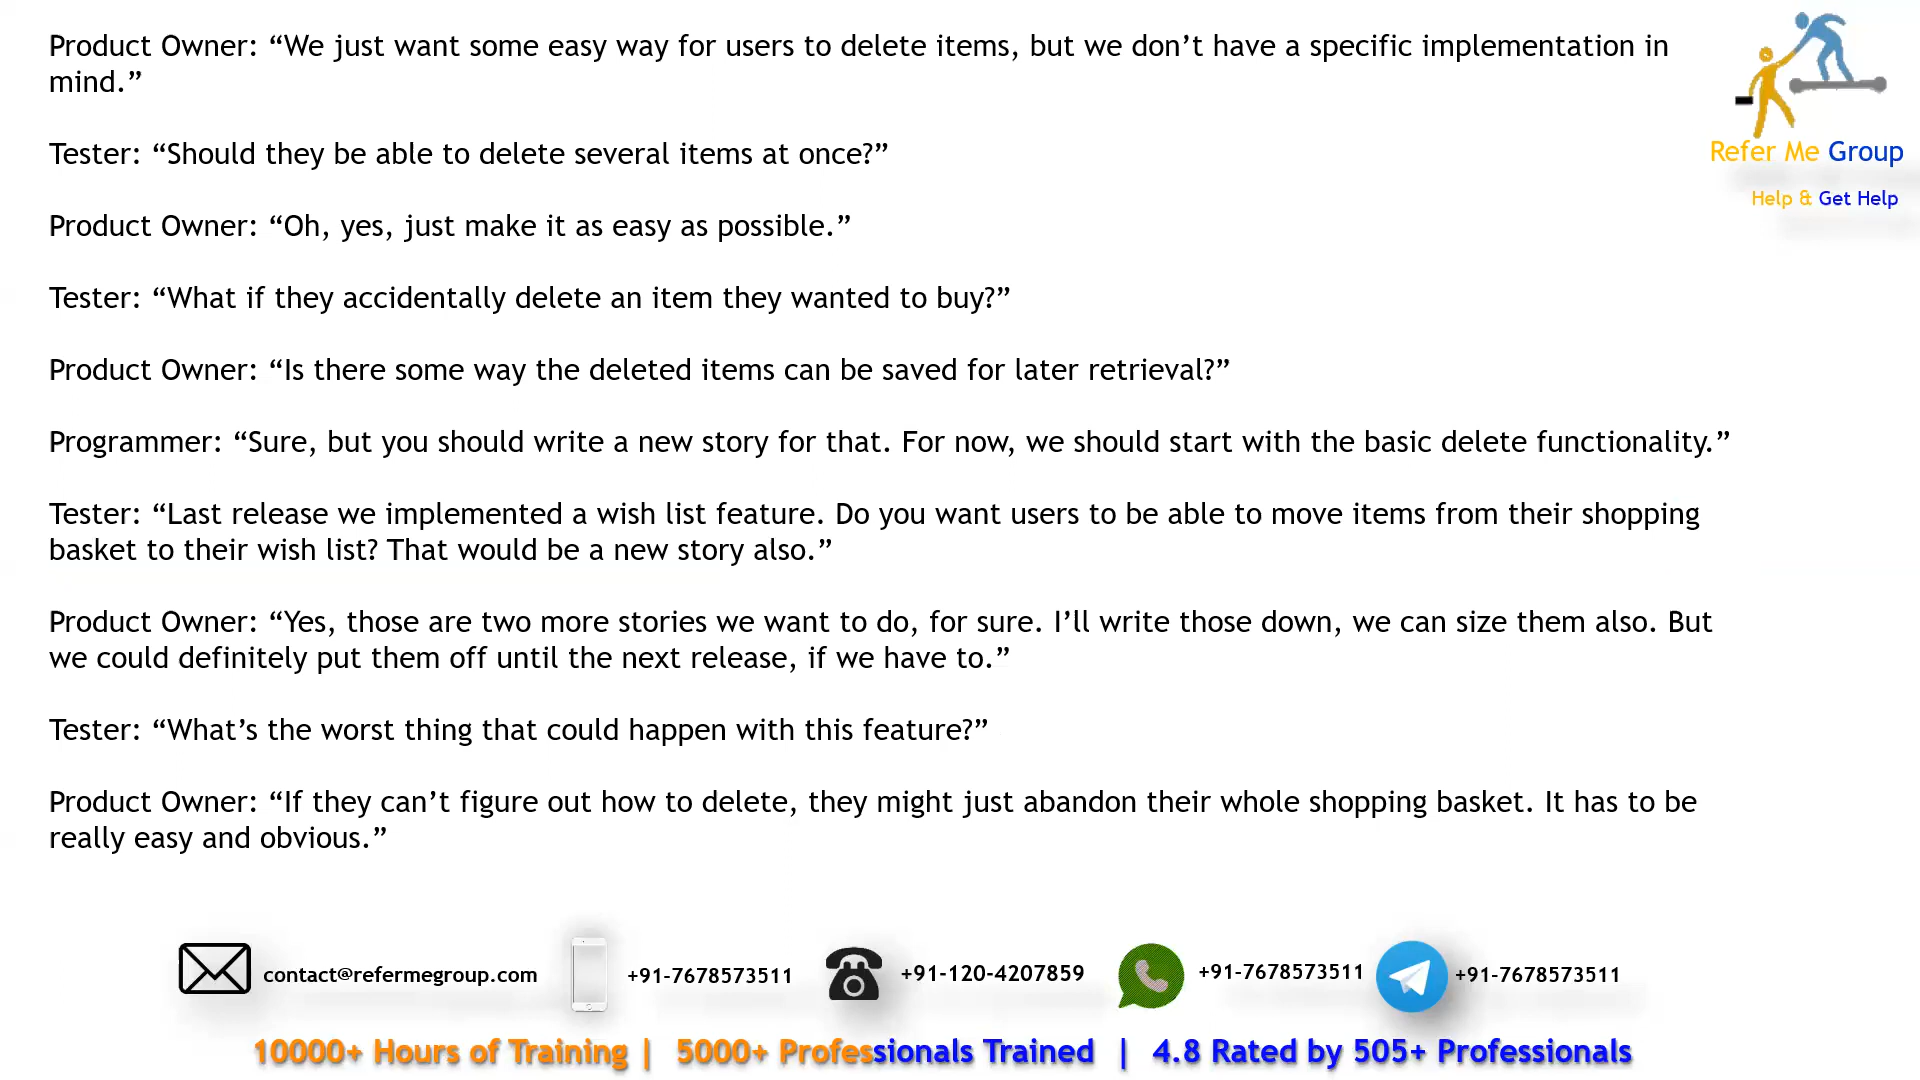 Product Owner: “We just want some easy way for users to delete items, but we don’t have a specific implementation in
mind.”
Tester: “Should they be able to delete several items at once?”
Product Owner: “Oh, yes, just make it as easy as possible.”
Tester: “What if they accidentally delete an item they wanted to buy?”
Product Owner: “Is there some way the deleted items can be saved for later retrieval?”
Programmer: “Sure, but you should write a new story for that. For now, we should start with the basic delete functionality.”
Tester: “Last release we implemented a wish list feature. Do you want users to be able to move items from their shopping
basket to their wish list? That would be a new story also.”
Product Owner: “Yes, those are two more stories we want to do, for sure. I’ll write those down, we can size them also. But
we could definitely put them off until the next release, if we have to.”
Tester: “What’s the worst thing that could happen with this feature?”
Product Owner: “If they can’t figure out how to delete, they might just abandon their whole shopping basket. It has to be
really easy and obvious.”
Refer Me Group
Help & Get Help
contact@refermegroup.com
+91-7678573511
+91-120-4207859
+91-7678573511
+91-7678573511
10000+ Hours of Training | 5000+ Professionals Trained | 4.8 Rated by 505+ Professionals